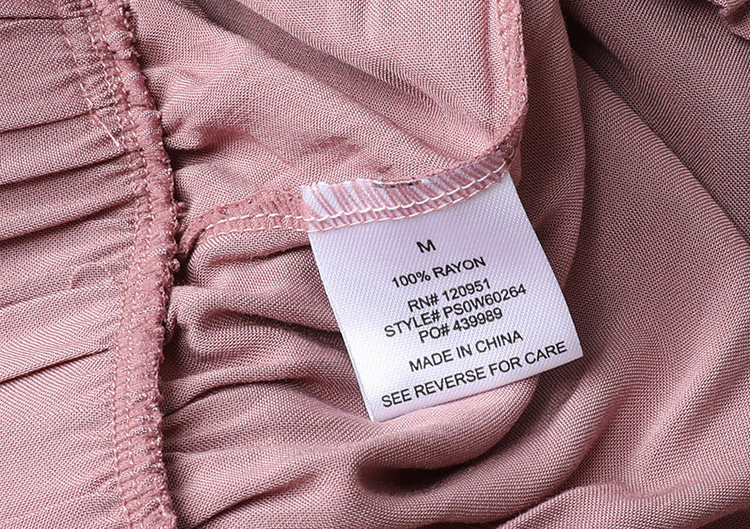 M
100% RAYON
RN# 120951
STYLE# PS0W60264
PO# 439989
MADE IN CHINA
SEE REVERSE FOR CARE